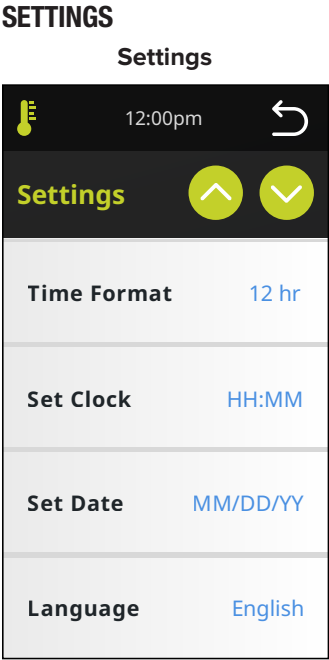 SETTINGS
Settings
12:00pm
Settings
Time Format 12 hr
Set Clock HH:MM
Set Date MM/DD/YY
Language English